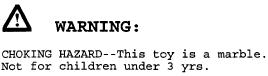 WARNING:
CHOKING HAZARD--This toy is a marble.
Not for children under 3 yrs.